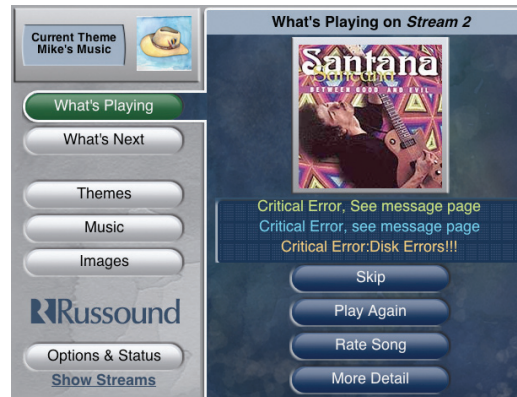 Current Theme
Mike's Music
What's Playing
What's Next
Themes
Music
Images
Russound
Options & Status
Show Streams
What's Playing on Stream 2
Santana
BETWEEN GOOD AND EVIL
Critical Error, See message page
Critical Error, see message page
Critical Error:Disk Errors!!!
Skip
Play Again
Rate Song
More Detail